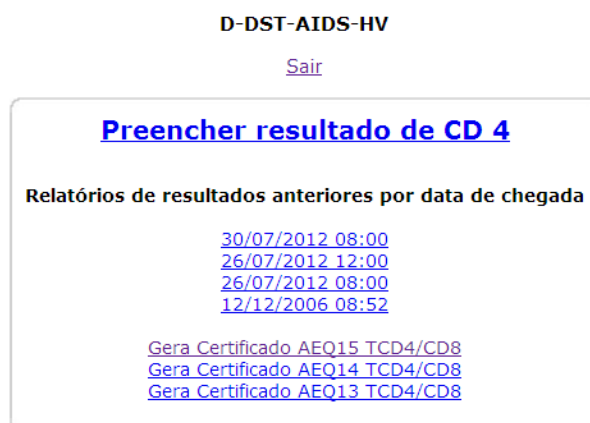 D-DST-AIDS-HV
Sair
Preencher resultado de CD 4
Relatórios de resultados anteriores por data de chegada
30/07/2012 08:00
26/07/2012 12:00
26/07/2012 08:00
12/12/2006 08:52
Gera Certificado AEQ15 TCD4/CD8
Gera Certificado AEQ14 TCD4/CD8
Gera Certificado AEQ13 TCD4/CD8